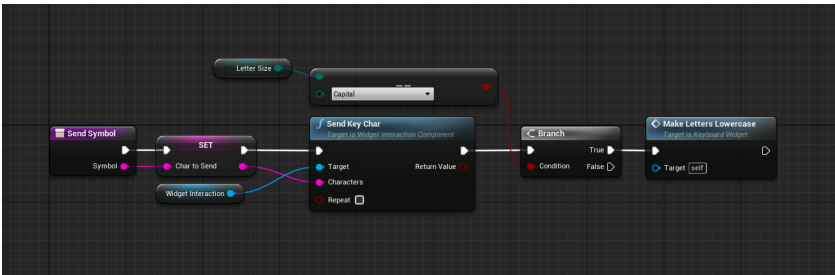 Letter Size
==
Capital
Send Symbol
Symbol
SET
Char to Send
Widget Interaction
Send Key Char
Target is Widget Interaction Component
Target
Return Value
Characters
Repeat
Branch
True
Condition
False
Make Letters Lowercase
Target is Keyboard Widget
Target self